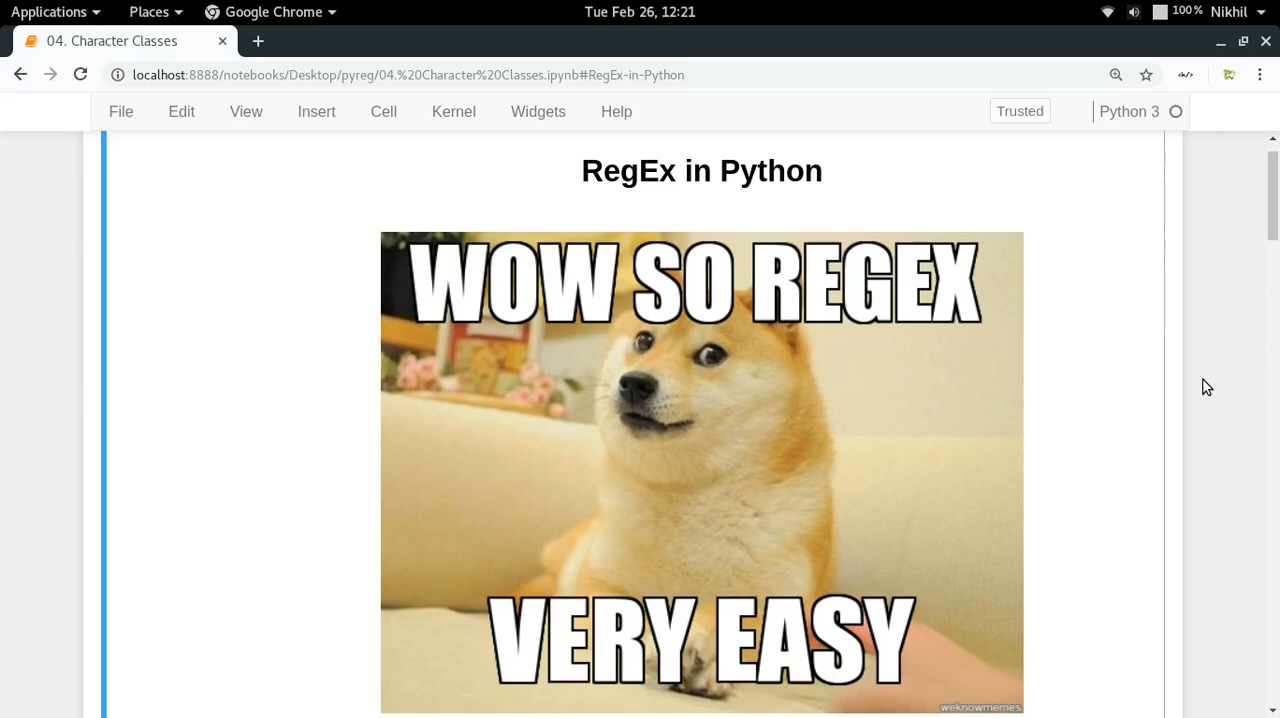 Applications Places Google Chrome Tue Feb 26, 12:21 100% Nikhil
04. Character Classes
localhost:8888/notebooks/Desktop/pyreg/04.%20Character%20Classes.ipynb#RegEx-in-Python
File Edit View Insert Cell Kernel Widgets Help Trusted Python 3
RegEx in Python
WOW SO REGEX
VERY EASY
weknowmemes